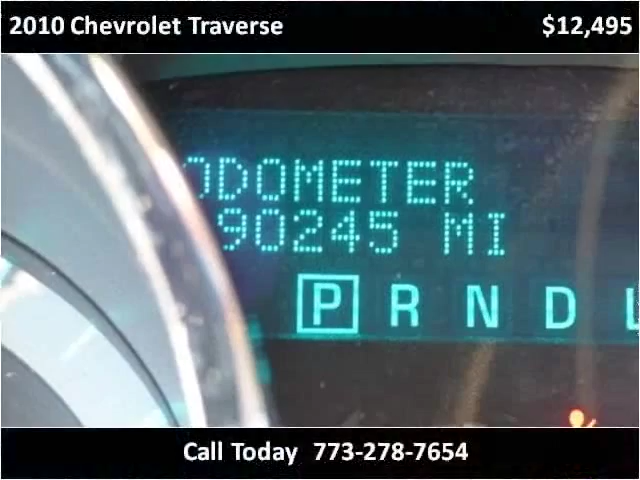 2010 Chevrolet Traverse $12,495
ODOMETER
90245 MI
P R N D L
Call Today 773-278-7654